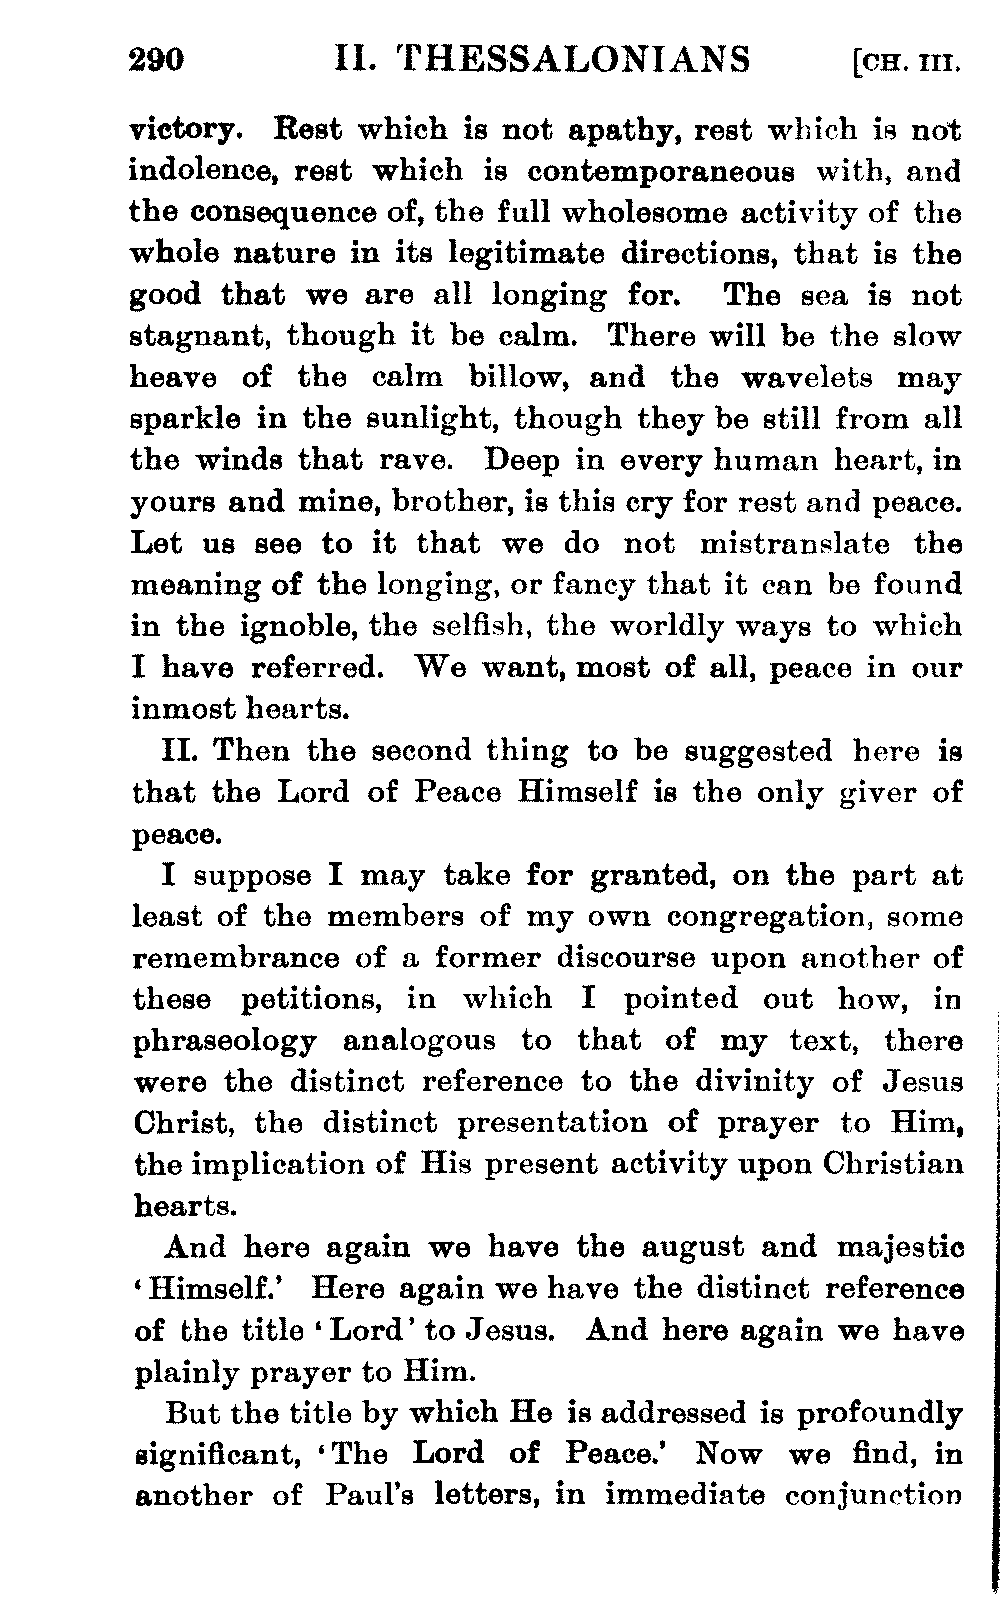 290 II. THESSALONIANS [CH. III.
victory. Rest which is not apathy, rest which is not
indolence, rest which is contemporaneous with, and
the consequence of, the full wholesome activity of the
whole nature in its legitimate directions, that is the
good that we are all longing for. The sea is not
stagnant, though it be calm. There will be the slow
heave of the calm billow, and the wavelets may
sparkle in the sunlight, though they be still from all
the winds that rave. Deep in every human heart, in
yours and mine, brother, is this cry for rest and peace.
Let us see to it that we do not mistranslate the
meaning of the longing, or fancy that it can be found
in the ignoble, the selfish, the worldly ways to which
I have referred. We want, most of all, peace in our
inmost hearts.
II. Then the second thing to be suggested here is
that the Lord of Peace Himself is the only giver of
peace.
I suppose I may take for granted, on the part at
least of the members of my own congregation, some
remembrance of a former discourse upon another of
these petitions, in which I pointed out how, in
phraseology analogous to that of my text, there
were the distinct reference to the divinity of Jesus
Christ, the distinct presentation of prayer to Him,
the implication of His present activity upon Christian
hearts.
And here again we have the august and majestic
‘Himself.’ Here again we have the distinct reference
of the title ‘Lord’ to Jesus. And here again we have
plainly prayer to Him.
But the title by which He is addressed is profoundly
significant, ‘The Lord of Peace.’ Now we find, in
another of Paul’s letters, in immediate conjunction